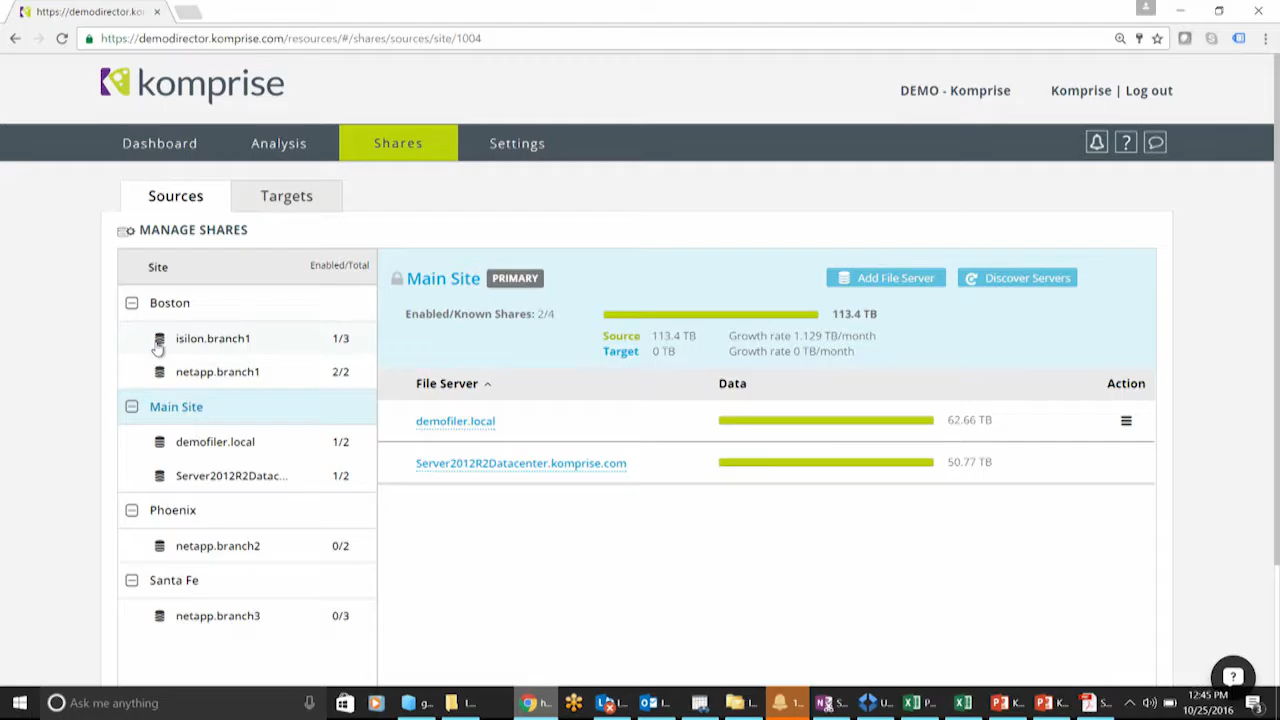 https://demodirector.ko
https://demodirector.komprise.com/resources/#/shares/sources/site/1004
komprise
DEMO - Komprise
Komprise | Log out
Dashboard
Analysis
Shares
Settings
?
Sources
Targets
MANAGE SHARES
Site
Enabled/Total
Boston
isilon.branch1 1/3
netapp.branch1 2/2
Main Site
demofiler.local 1/2
Server2012R2Datac... 1/2
Phoenix
netapp.branch2 0/2
Santa Fe
netapp.branch3 0/3
Main Site PRIMARY
Add File Server
Discover Servers
Enabled/Known Shares: 2/4
113.4 TB
Source 113.4 TB Growth rate 1.129 TB/month
Target 0 TB Growth rate 0 TB/month
File Server
Data
Action
demofiler.local 62.66 TB
Server2012R2Datacenter.komprise.com 50.77 TB
?
Ask me anything
g...
I...
h...
I...
I...
I...
1...
S...
U...
P...
K...
K...
S...
12:45 PM
10/25/2016
3